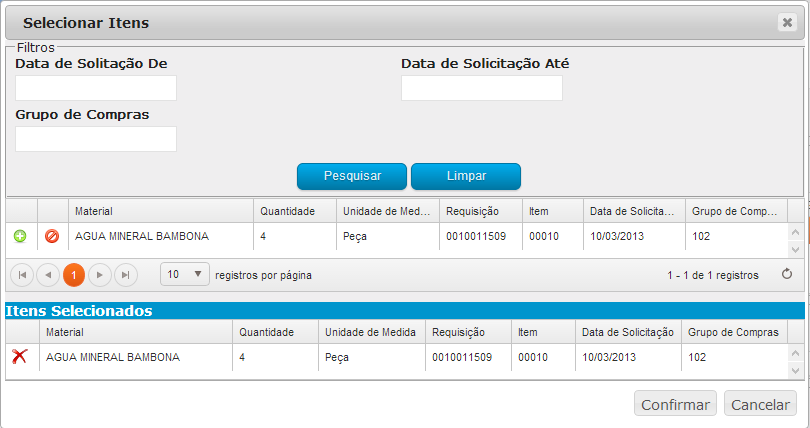 Selecionar Itens
Filtros
Data de Solitação De
Data de Solicitação Até
Grupo de Compras
Pesquisar
Limpar
Material Quantidade Unidade de Med... Requisição Item Data de Solicita... Grupo de Comp...
AGUA MINERAL BAMBONA 4 Peça 0010011509 00010 10/03/2013 102
1 10 registros por página 1 - 1 de 1 registros
Itens Selecionados
Material Quantidade Unidade de Medida Requisição Item Data de Solicitação Grupo de Compras
AGUA MINERAL BAMBONA 4 Peça 0010011509 00010 10/03/2013 102
Confirmar Cancelar